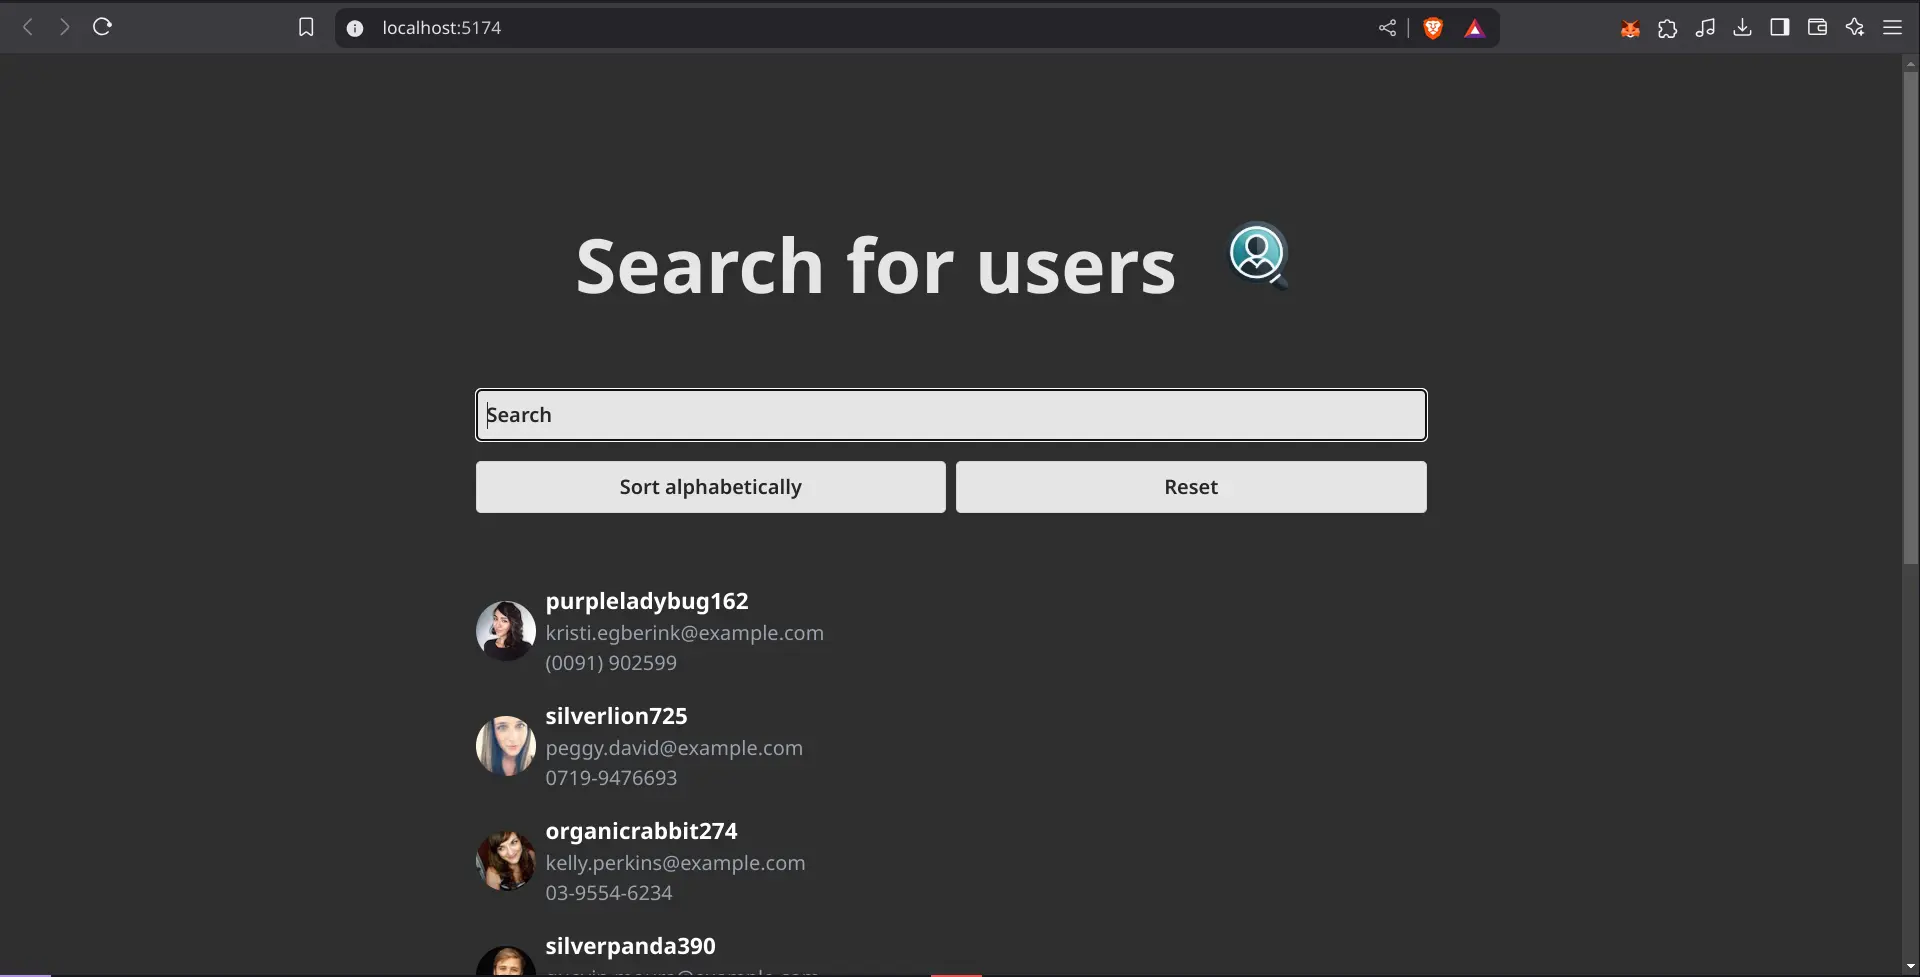 localhost:5174
Search for users
Search
Sort alphabetically
Reset
purpleladybug162
kristi.egberink@example.com
(0091) 902599
silverlion725
peggy.david@example.com
0719-9476693
organicrabbit274
kelly.perkins@example.com
03-9554-6234
silverpanda390